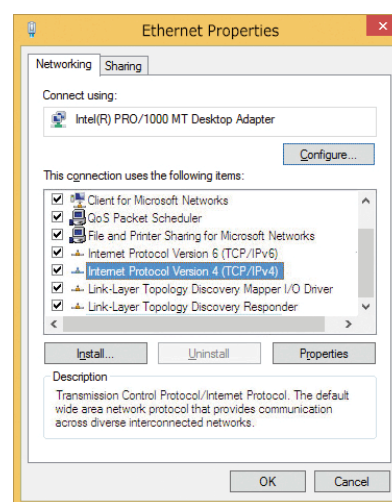 Ethernet Properties
Networking Sharing
Connect using:
Intel(R) PRO/1000 MT Desktop Adapter
Configure...
This connection uses the following items:
Client for Microsoft Networks
QoS Packet Scheduler
File and Printer Sharing for Microsoft Networks
Internet Protocol Version 6 (TCP/IPv6)
Internet Protocol Version 4 (TCP/IPv4)
Link-Layer Topology Discovery Mapper I/O Driver
Link-Layer Topology Discovery Responder
Install... Uninstall Properties
Description
Transmission Control Protocol/Internet Protocol. The default
wide area network protocol that provides communication
across diverse interconnected networks.
OK Cancel